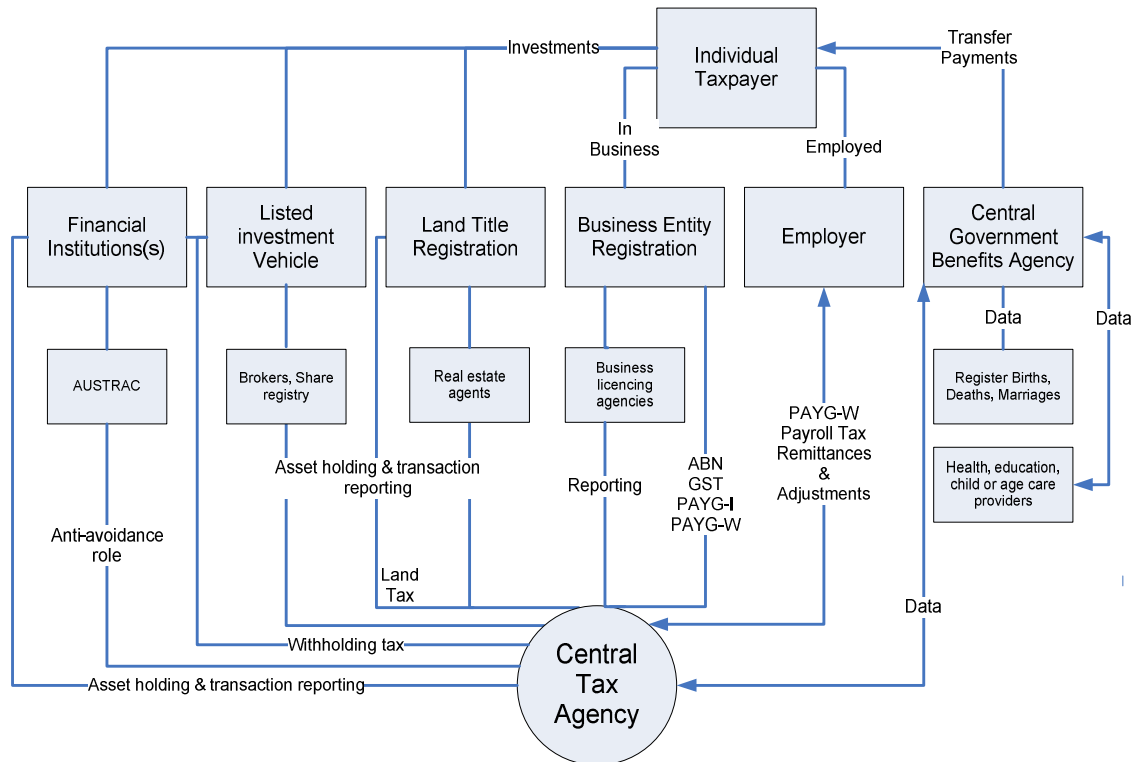 Investments
Individual
Taxpayer
Transfer
Payments
In
Business
Employed
Financial
Institutions(s)
Listed
investment
Vehicle
Land Title
Registration
Business Entity
Registration
Employer
Central
Government
Benefits Agency
Data
Data
AUSTRAC
Brokers, Share
registry
Real estate
agents
Business
licencing
agencies
Register Births,
Deaths, Marriages
PAYG-W
Payroll Tax
Remittances
&
Adjustments
Asset holding & transaction
reporting
Reporting
ABN
GST
PAYG-I
PAYG-W
Health, education,
child or age care
providers
Anti-avoidance
role
Land
Tax
Data
Withholding tax
Central
Tax
Agency
Asset holding & transaction reporting